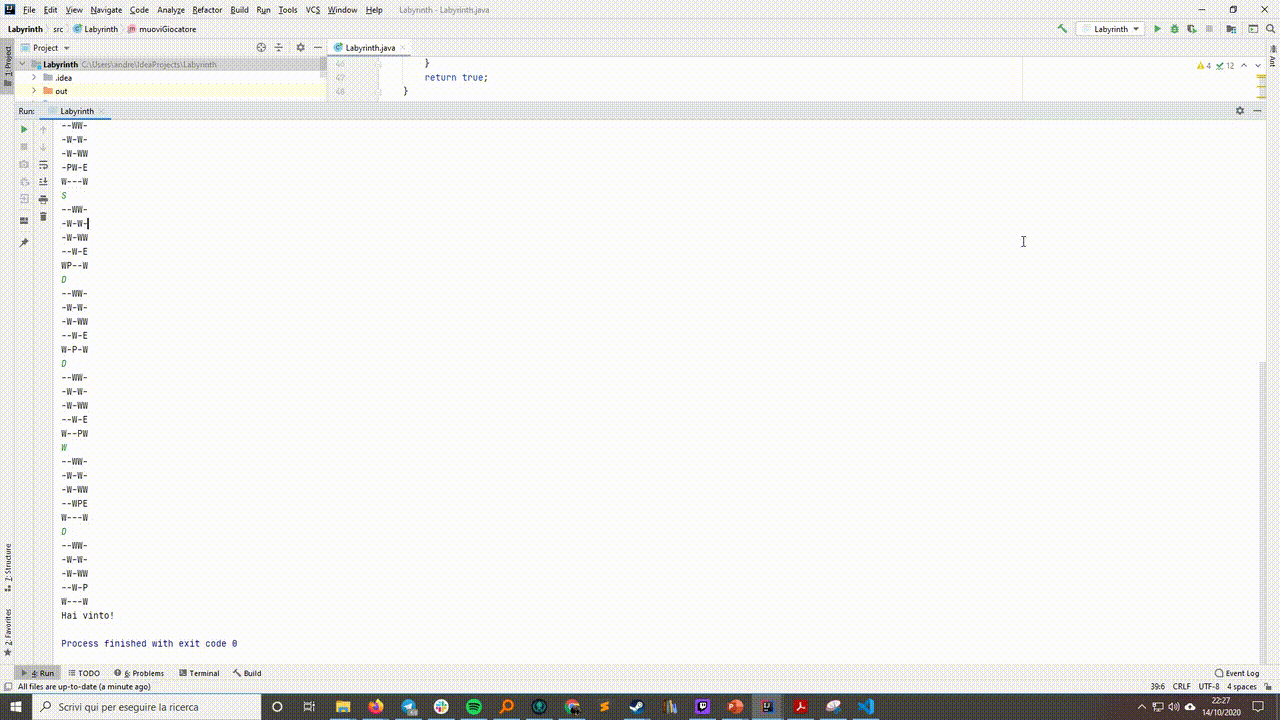 File Edit View Navigate Code Analyze Refactor Build Run Tools VCS Window Help Labyrinth - Labyrinth.java
Labyrinth src Labyrinth muoviGiocatore Labyrinth
1: Project Project Labyrinth.java Ant
Labyrinth C:\Users\andre\IdeaProjects\Labyrinth 46 } 4 12
.idea 47 return true;
out 48 }
Run: Labyrinth
--WW-
-W-W-
-W-WW
-PW-E
W---W
S
--WW-
-W-W-
-W-WW
--W-E
WP--W
D
--WW-
-W-W-
-W-WW
--W-E
W-P-W
D
--WW-
-W-W-
-W-WW
--W-E
W--PW
W
--WW-
-W-W-
-W-WW
--WPE
W---W
D
--WW-
-W-W-
-W-WW
--W-P
W---W
Hai vinto!
Process finished with exit code 0
7: Structure
2: Favorites
4: Run TODO 6: Problems Terminal Build Event Log
All files are up-to-date (a minute ago) 39:6 CRLF UTF-8 4 spaces
Scrivi qui per eseguire la ricerca 22:27
14/10/2020